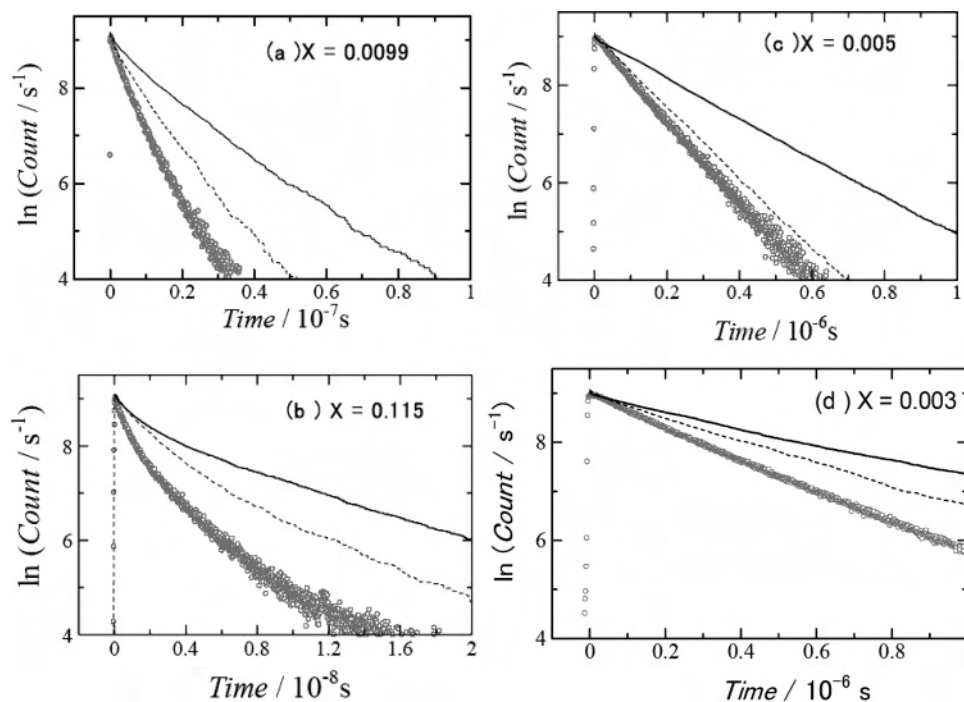 (a)X = 0.0099
ln (Count / s⁻¹)
8
6
4
0 0.2 0.4 0.6 0.8 1
Time / 10⁻⁷s
(c)X = 0.005
ln (Count / s⁻¹)
8
6
4
0 0.2 0.4 0.6 0.8 1
Time / 10⁻⁶s
(b) X = 0.115
ln (Count / s⁻¹)
8
6
4
0 0.4 0.8 1.2 1.6 2
Time / 10⁻⁸s
(d) X = 0.003
ln (Count / s⁻¹)
8
6
4
0 0.2 0.4 0.6 0.8 1
Time / 10⁻⁶ s